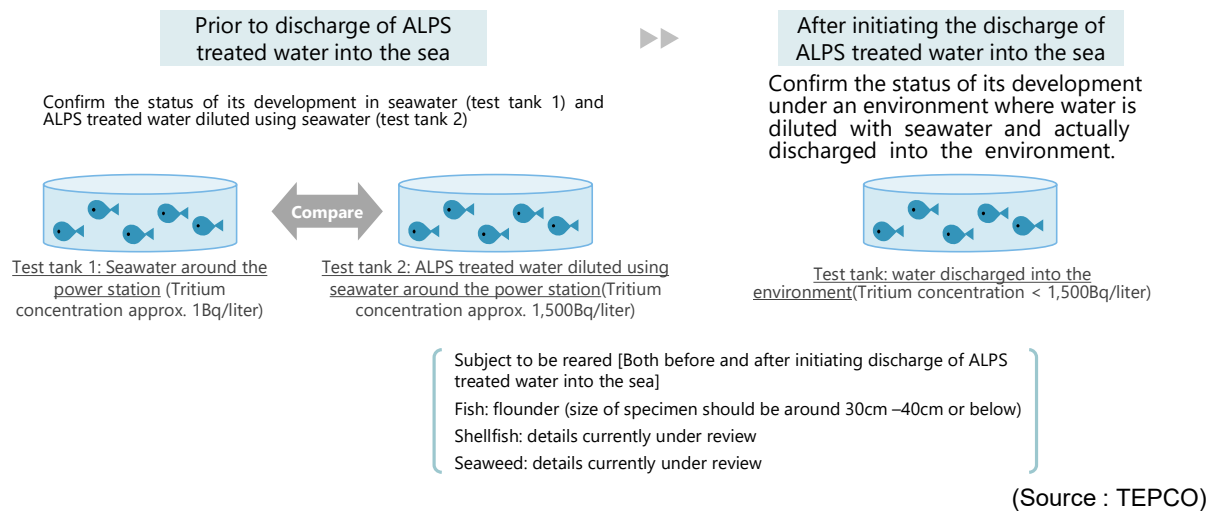 Prior to discharge of ALPS
treated water into the sea
After initiating the discharge of
ALPS treated water into the sea
Confirm the status of its development in seawater (test tank 1) and
ALPS treated water diluted using seawater (test tank 2)
Confirm the status of its development
under an environment where water is
diluted with seawater and actually
discharged into the environment.
Compare
Test tank 1: Seawater around the
power station (Tritium
concentration approx. 1Bq/liter)
Test tank 2: ALPS treated water diluted using
seawater around the power station(Tritium
concentration approx. 1,500Bq/liter)
Test tank: water discharged into the
environment(Tritium concentration < 1,500Bq/liter)
Subject to be reared [Both before and after initiating discharge of ALPS
treated water into the sea]
Fish: flounder (size of specimen should be around 30cm –40cm or below)
Shellfish: details currently under review
Seaweed: details currently under review
(Source : TEPCO)